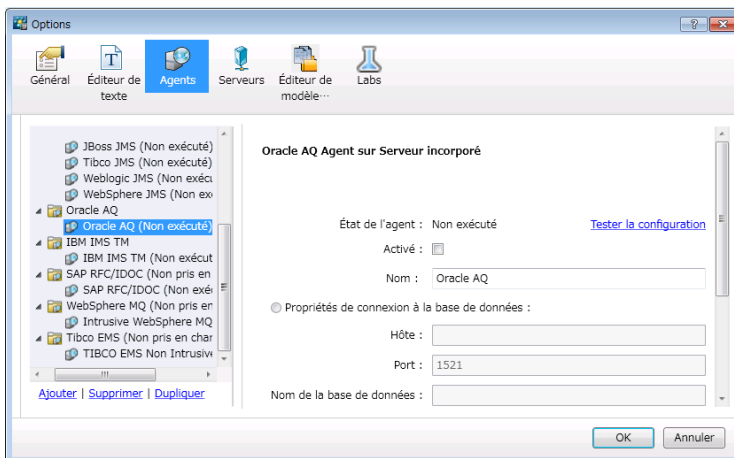 Options
Général
Éditeur de texte
Agents
Serveurs
Éditeur de modèle...
Labs
JBoss JMS (Non exécuté)
Tibco JMS (Non exécuté)
Weblogic JMS (Non exécu
WebSphere JMS (Non ex
Oracle AQ
Oracle AQ (Non exécuté)
IBM IMS TM
IBM IMS TM (Non exécut
SAP RFC/IDOC (Non pris en
SAP RFC/IDOC (Non exé
WebSphere MQ (Non pris er
Intrusive WebSphere MQ
Tibco EMS (Non pris en char
TIBCO EMS Non Intrusive
Ajouter | Supprimer | Dupliquer
Oracle AQ Agent sur Serveur incorporé
État de l'agent : Non exécuté Tester la configuration
Activé :
Nom : Oracle AQ
Propriétés de connexion à la base de données :
Hôte :
Port : 1521
Nom de la base de données :
OK Annuler